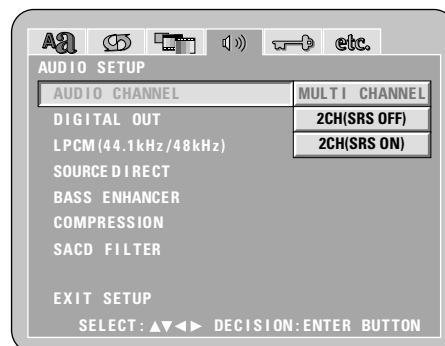 Aa etc.
AUDIO SETUP
AUDIO CHANNEL MULTI CHANNEL
DIGITAL OUT 2CH(SRS OFF)
LPCM(44.1kHz/48kHz) 2CH(SRS ON)
SOURCE DIRECT
BASS ENHANCER
COMPRESSION
SACD FILTER
EXIT SETUP
SELECT:▲▼◄► DECISION:ENTER BUTTON